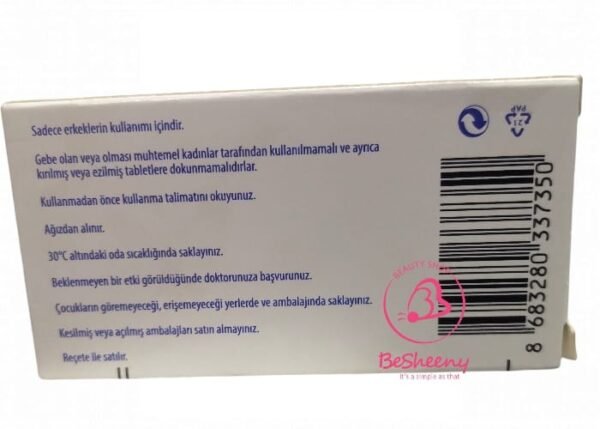 Sadece erkeklerin kullanımı içindir.
Gebe olan veya olması muhtemel kadınlar tarafından kullanılmamalı ve ayrıca
kırılmış veya ezilmiş tabletlere dokunmamalıdırlar.
Kullanmadan önce kullanma talimatını okuyunuz.
Ağızdan alınır.
30°C altındaki oda sıcaklığında saklayınız.
Beklenmeyen bir etki görüldüğünde doktorunuza başvurunuz.
Çocukların göremeyeceği, erişemeyeceği yerlerde ve ambalajında saklayınız.
Kesilmiş veya açılmış ambalajları satın almayınız.
Reçete ile satılır.
21
PAP
8 683280 337350
BEAUTY SHOP
BeSheeny
It's a simple as that